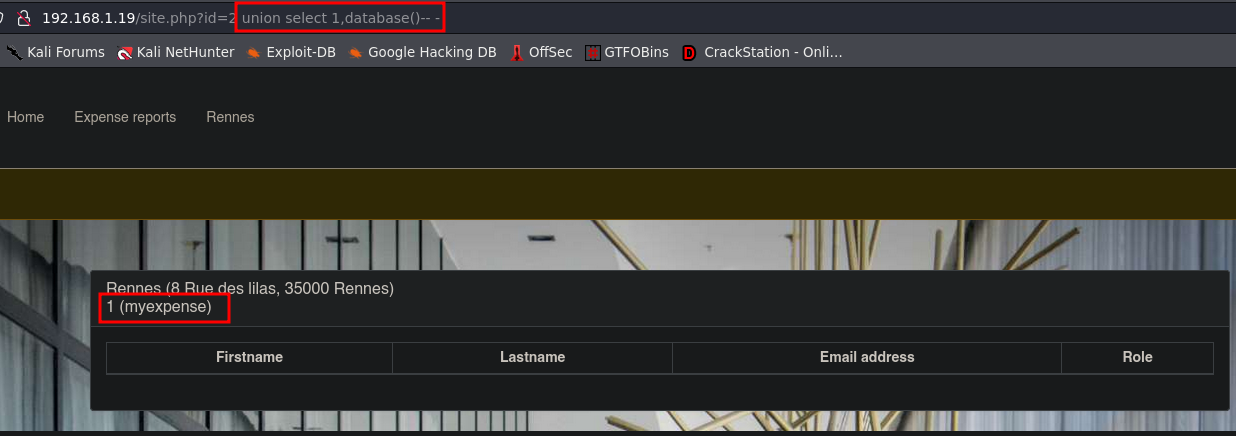 192.168.1.19/site.php?id=2 union select 1,database()-- -
Kali Forums Kali NetHunter Exploit-DB Google Hacking DB OffSec GTFOBins CrackStation - Onli...
Home Expense reports Rennes
Rennes (8 Rue des lilas, 35000 Rennes)
1 (myexpense)
Firstname Lastname Email address Role